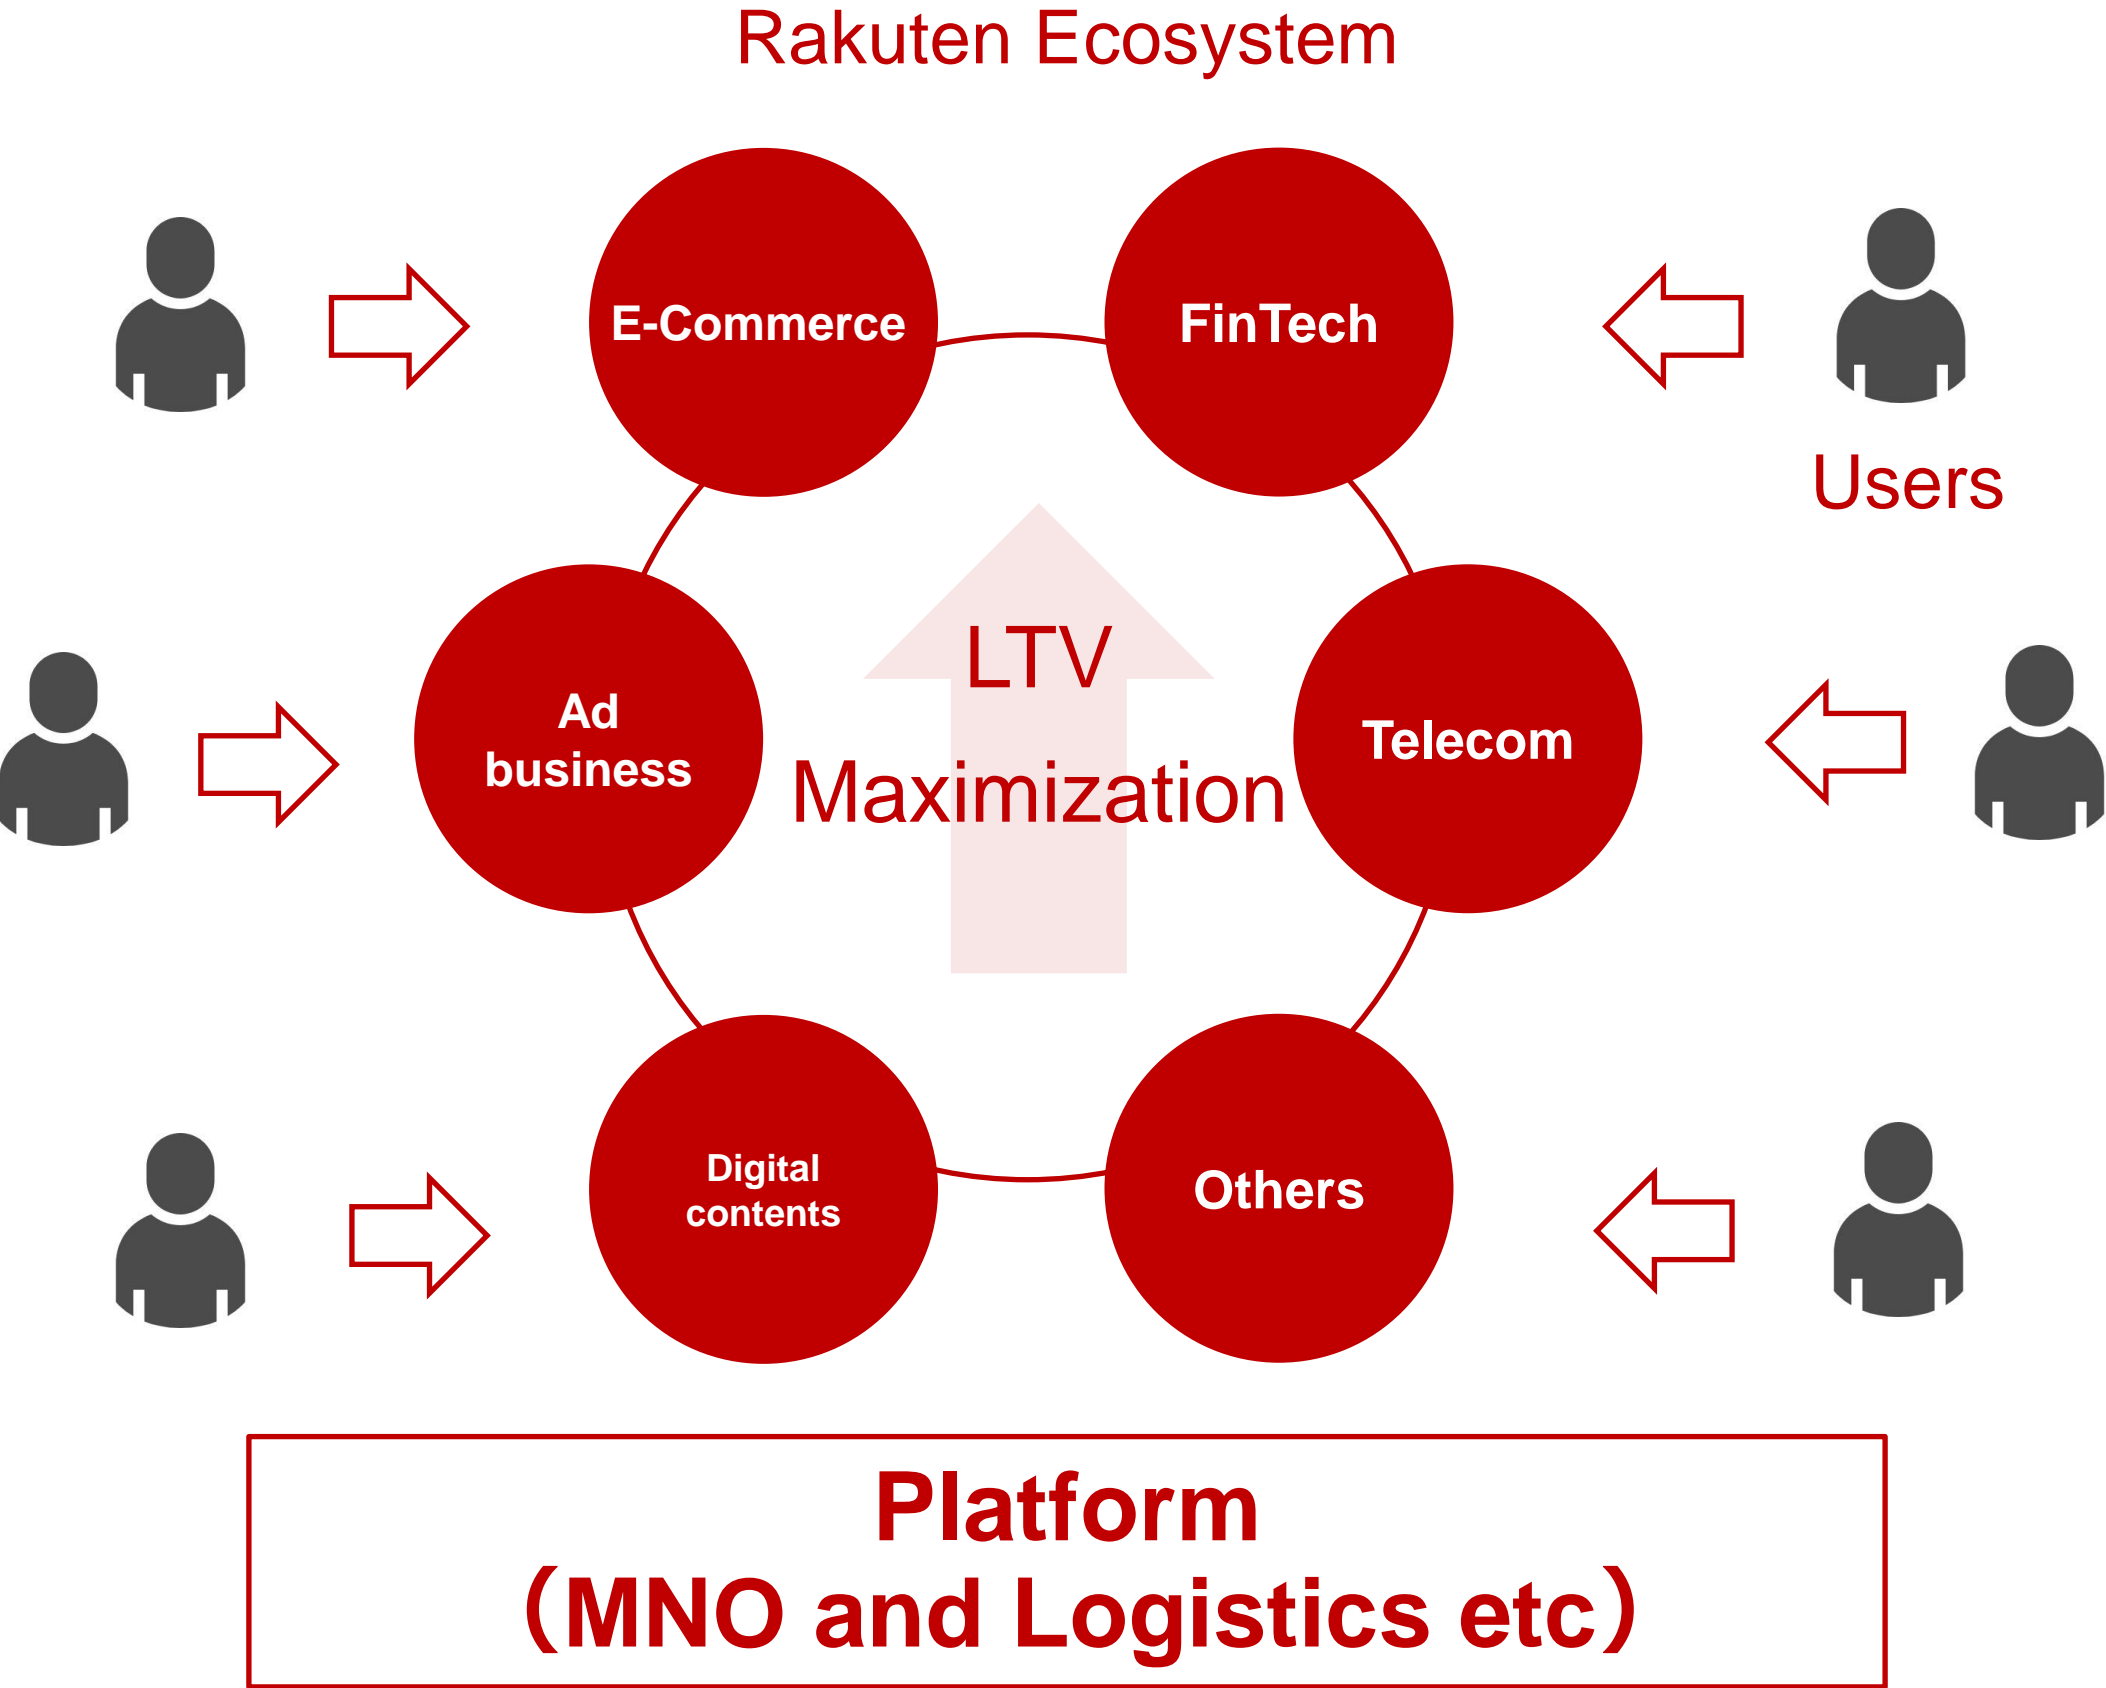 Rakuten Ecosystem
E-Commerce
FinTech
Users
LTV
Maximization
Ad
business
Telecom
Digital
contents
Others
Platform
（MNO and Logistics etc）